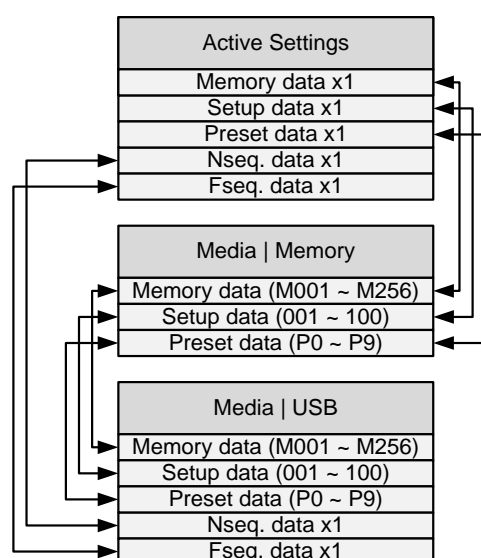 Active Settings
Memory data x1
Setup data x1
Preset data x1
Nseq. data x1
Fseq. data x1
Media | Memory
Memory data (M001 ~ M256)
Setup data (001 ~ 100)
Preset data (P0 ~ P9)
Media | USB
Memory data (M001 ~ M256)
Setup data (001 ~ 100)
Preset data (P0 ~ P9)
Nseq. data x1
Fseq. data x1